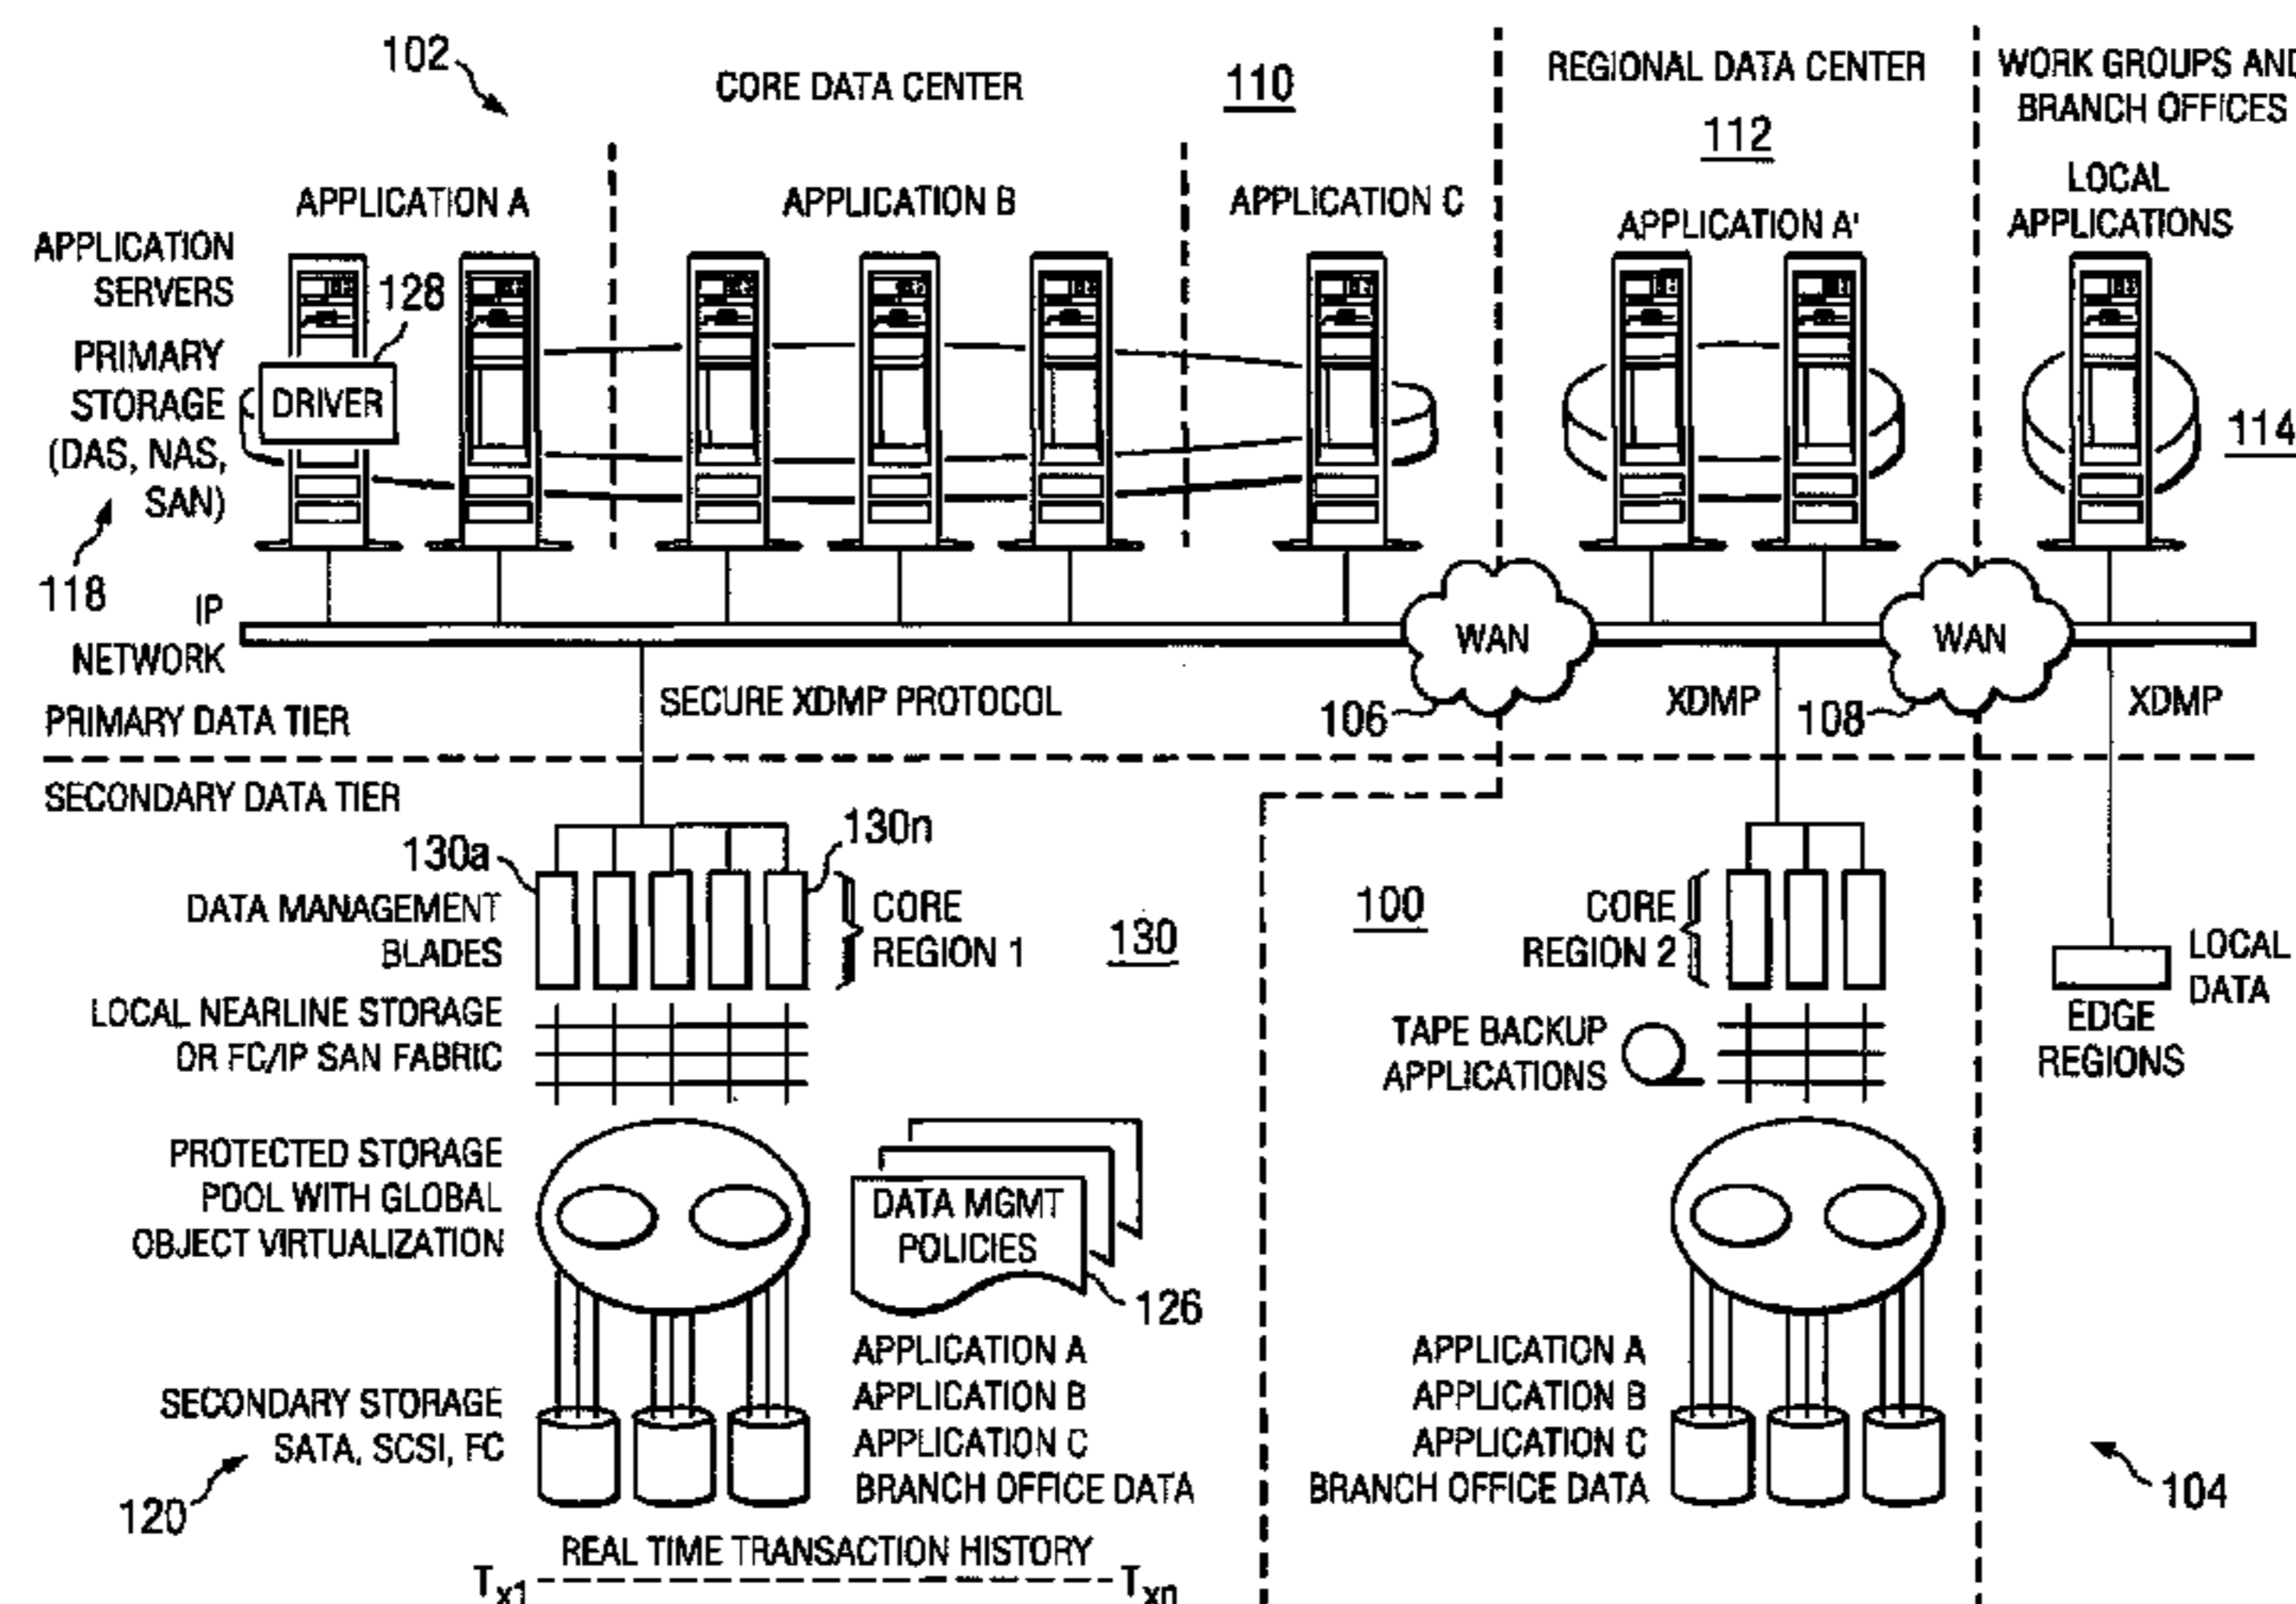 102
CORE DATA CENTER
110
REGIONAL DATA CENTER
112
WORK GROUPS AND
BRANCH OFFICES
APPLICATION A
APPLICATION B
APPLICATION C
APPLICATION A'
LOCAL
APPLICATIONS
APPLICATION
SERVERS
128
PRIMARY
STORAGE
(DAS, NAS,
SAN)
DRIVER
114
118
IP
NETWORK
WAN
WAN
SECURE XDMP PROTOCOL
106
XDMP
108
XDMP
PRIMARY DATA TIER
SECONDARY DATA TIER
130a
130n
DATA MANAGEMENT
BLADES
CORE
REGION 1
130
100
CORE
REGION 2
LOCAL
DATA
EDGE
REGIONS
LOCAL NEARLINE STORAGE
OR FC/IP SAN FABRIC
TAPE BACKUP
APPLICATIONS
PROTECTED STORAGE
POOL WITH GLOBAL
OBJECT VIRTUALIZATION
DATA MGMT
POLICIES
126
SECONDARY STORAGE
SATA, SCSI, FC
120
APPLICATION A
APPLICATION B
APPLICATION C
BRANCH OFFICE DATA
APPLICATION A
APPLICATION B
APPLICATION C
BRANCH OFFICE DATA
104
REAL TIME TRANSACTION HISTORY
Tx1
Txn